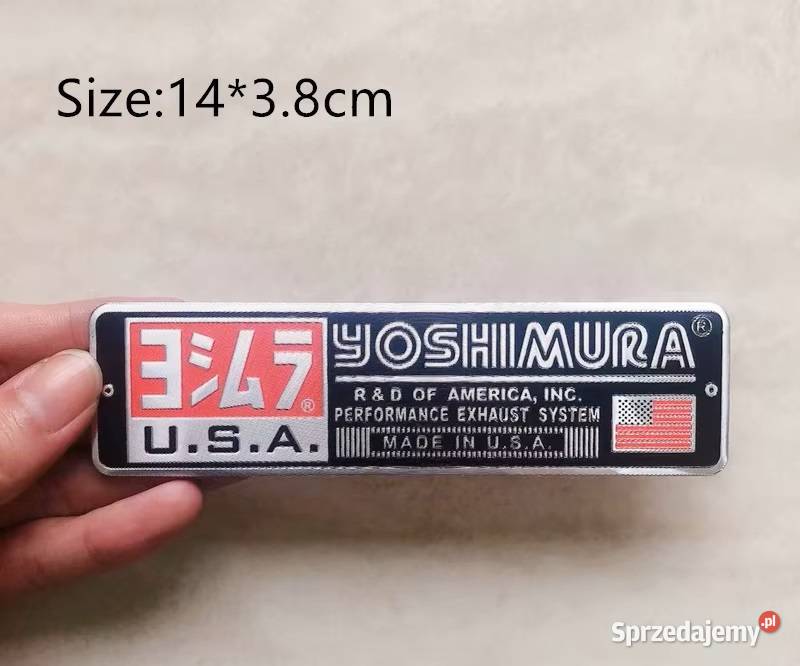 Size:14*3.8cm
ヨシムラ®
U.S.A.
YOSHIMURA®
R & D OF AMERICA, INC.
PERFORMANCE EXHAUST SYSTEM
MADE IN U.S.A.
Sprzedajemy.pl